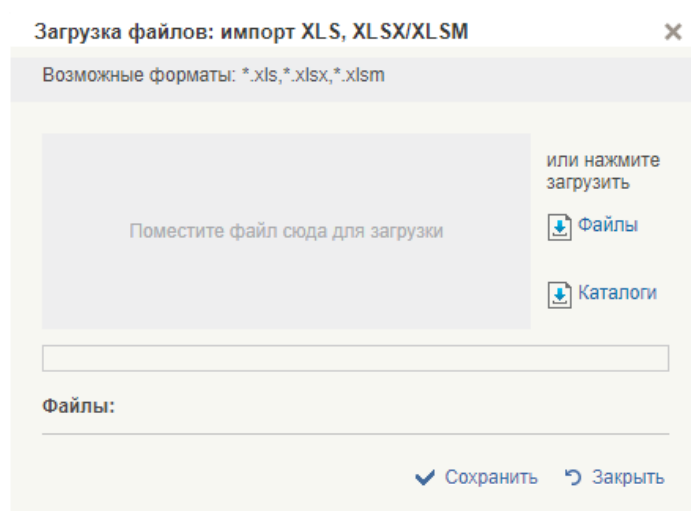 Загрузка файлов: импорт XLS, XLSX/XLSM
Возможные форматы: *.xls,*.xlsx,*.xlsm
Поместите файл сюда для загрузки
или нажмите
загрузить
Файлы
Каталоги
Файлы:
Сохранить
Закрыть